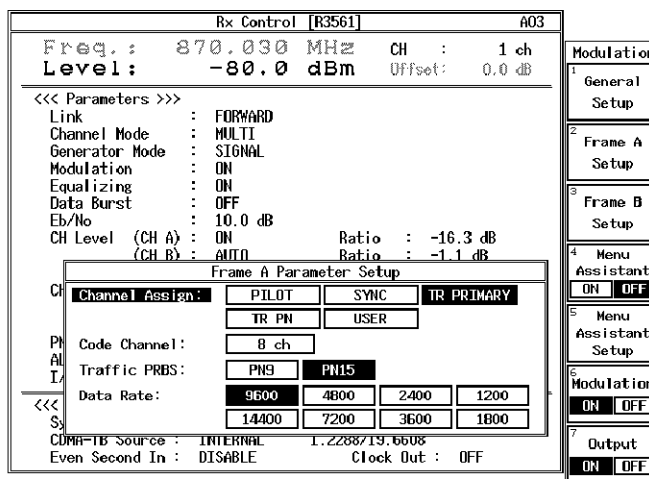 Rx Control [R3561] A03
Freq.: 870.030 MHz CH : 1 ch
Level: -80.0 dBm Offset: 0.0 dB
<<< Parameters >>>
Link : FORWARD
Channel Mode : MULTI
Generator Mode : SIGNAL
Modulation : ON
Equalizing : ON
Data Burst : OFF
Eb/No : 10.0 dB
CH Level (CH A) : ON Ratio : -16.3 dB
(CH B) : AUTO Ratio : -1.1 dB
Frame A Parameter Setup
Channel Assign: PILOT SYNC TR PRIMARY
TR PN USER
Code Channel: 8 ch
Traffic PRBS: PN9 PN15
Data Rate: 9600 4800 2400 1200
14400 7200 3600 1800
CDMA-TB Source : INTERNAL 1.2288/19.6608
Even Second In : DISABLE Clock Out : OFF
Modulation
1 General
Setup
2 Frame A
Setup
3 Frame B
Setup
4 Menu
Assistant
ON OFF
5 Menu
Assistant
Setup
6
Modulation
ON OFF
7 Output
ON OFF